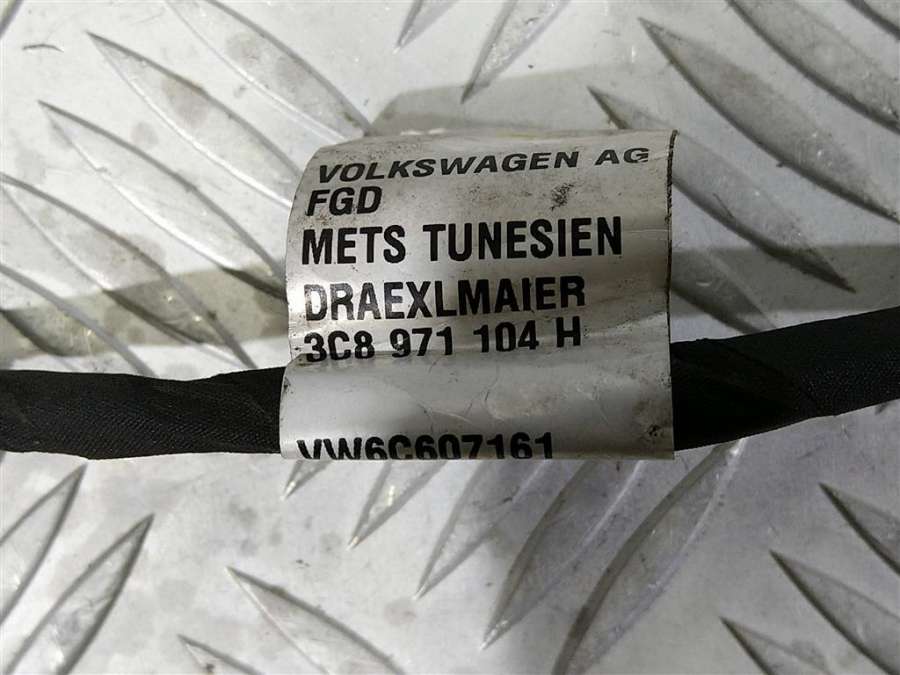 VOLKSWAGEN AG
FGD
METS TUNESIEN
DRAEXLMAIER
3C8 971 104 H
VW6C607161